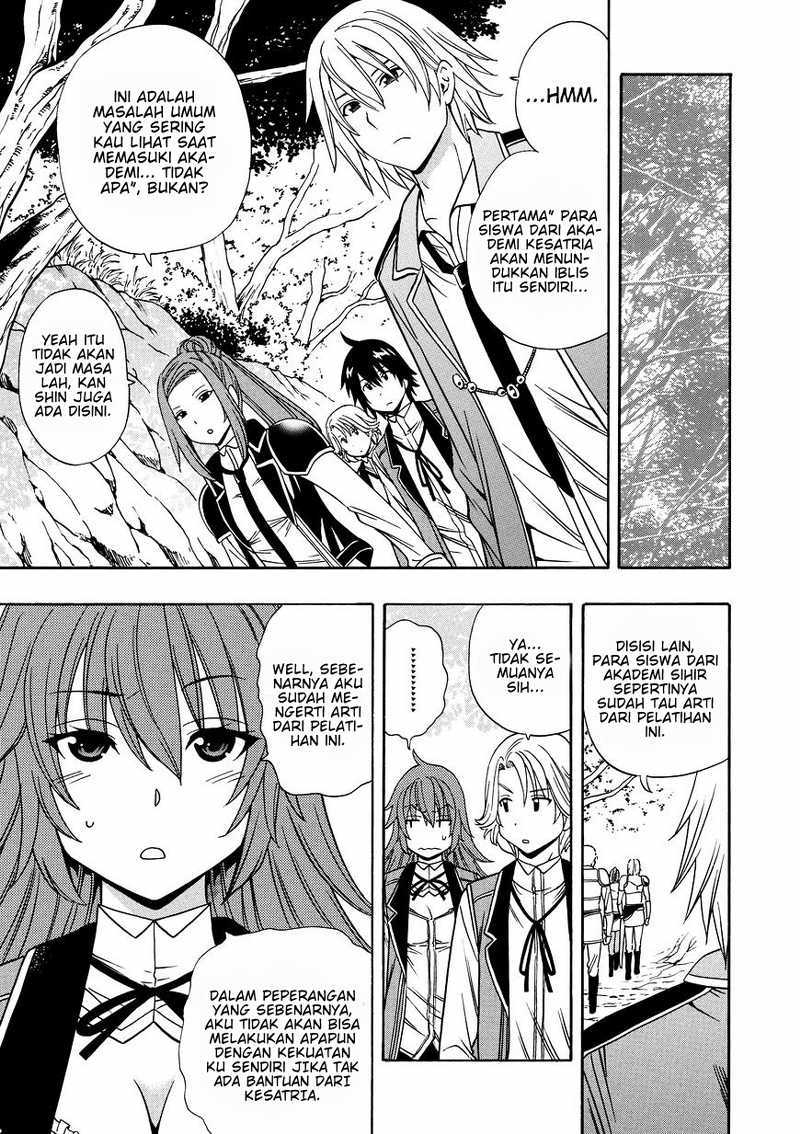 ...HMM.
PERTAMA" PARA
SISWA DARI AKA-
DEMI KESATRIA
AKAN MENUN-
DUKKAN IBLIS
ITU SENDIRI...
INI ADALAH
MASALAH UMUM
YANG SERING
KAU LIHAT SAAT
MEMASUKI AKA-
DEMI... TIDAK
APA", BUKAN?
YEAH ITU
TIDAK AKAN
JADI MASA
LAH, KAN
SHIN JUGA
ADA DISINI.
DISISI LAIN,
PARA SISWA DARI
AKADEMI SIHIR
SEPERTINYA
SUDAH TAU ARTI
DARI PELATIHAN
INI.
YA...
TIDAK SE-
MUANYA
SIH...
WELL, SEBE-
NARNYA AKU
SUDAH ME-
NGERTI ARTI
DARI PELATI-
HAN INI.
DALAM PEPERANGAN
YANG SEBENARNYA,
AKU TIDAK AKAN BISA
MELAKUKAN APAPUN
DENGAN KEKUATAN
KU SENDIRI JIKA TAK
ADA BANTUAN DARI
KESATRIA.